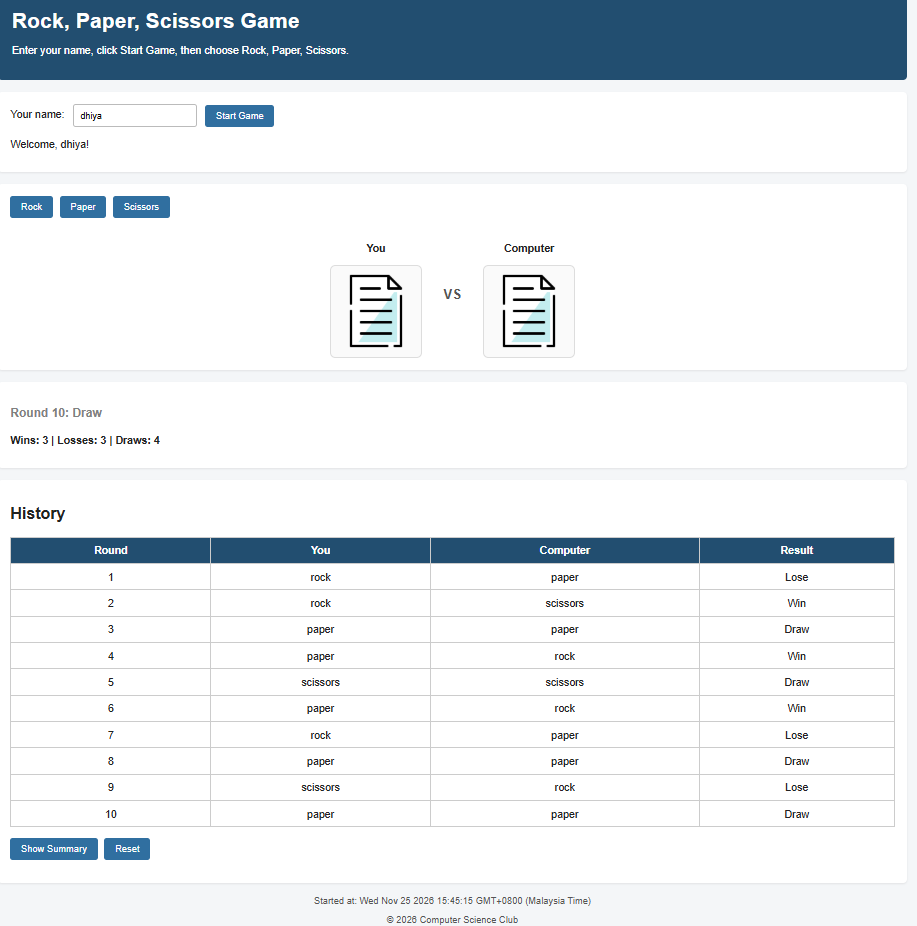 Rock, Paper, Scissors Game
Enter your name, click Start Game, then choose Rock, Paper, Scissors.
Your name: dhiya Start Game
Welcome, dhiya!
Rock Paper Scissors
You Computer
VS
Round 10: Draw
Wins: 3 | Losses: 3 | Draws: 4
History
Round You Computer Result
1 rock paper Lose
2 rock scissors Win
3 paper paper Draw
4 paper rock Win
5 scissors scissors Draw
6 paper rock Win
7 rock paper Lose
8 paper paper Draw
9 scissors rock Lose
10 paper paper Draw
Show Summary Reset
Started at: Wed Nov 25 2026 15:45:15 GMT+0800 (Malaysia Time)
© 2026 Computer Science Club